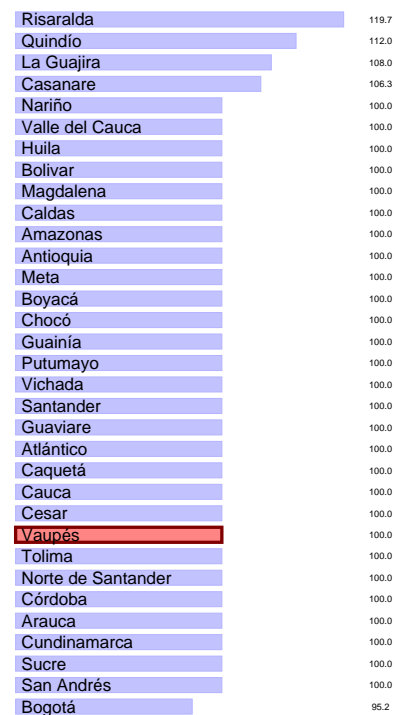 Risaralda 119.7
Quindío 112.0
La Guajira 108.0
Casanare 106.3
Nariño 100.0
Valle del Cauca 100.0
Huila 100.0
Bolivar 100.0
Magdalena 100.0
Caldas 100.0
Amazonas 100.0
Antioquia 100.0
Meta 100.0
Boyacá 100.0
Chocó 100.0
Guainía 100.0
Putumayo 100.0
Vichada 100.0
Santander 100.0
Guaviare 100.0
Atlántico 100.0
Caquetá 100.0
Cauca 100.0
Cesar 100.0
Vaupés 100.0
Tolima 100.0
Norte de Santander 100.0
Córdoba 100.0
Arauca 100.0
Cundinamarca 100.0
Sucre 100.0
San Andrés 100.0
Bogotá 95.2